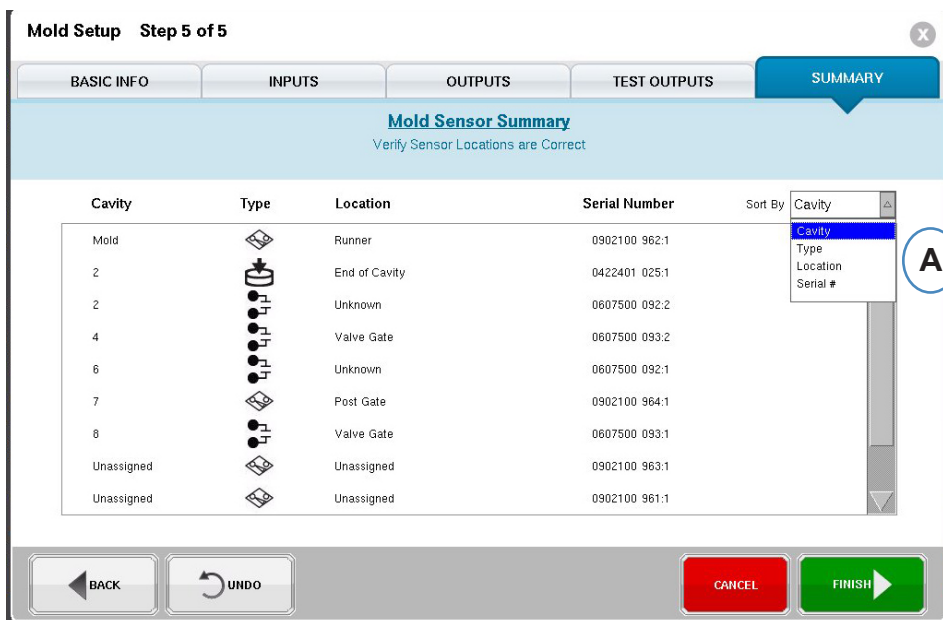 Mold Setup Step 5 of 5
X
BASIC INFO INPUTS OUTPUTS TEST OUTPUTS SUMMARY
Mold Sensor Summary
Verify Sensor Locations are Correct
Cavity Type Location Serial Number Sort By Cavity
Cavity
Type
Location
Serial #
A
Mold Runner 0902100 962:1
2 End of Cavity 0422401 025:1
2 Unknown 0607500 092:2
4 Valve Gate 0607500 093:2
6 Unknown 0607500 092:1
7 Post Gate 0902100 964:1
8 Valve Gate 0607500 093:1
Unassigned Unassigned 0902100 963:1
Unassigned Unassigned 0902100 961:1
BACK UNDO CANCEL FINISH